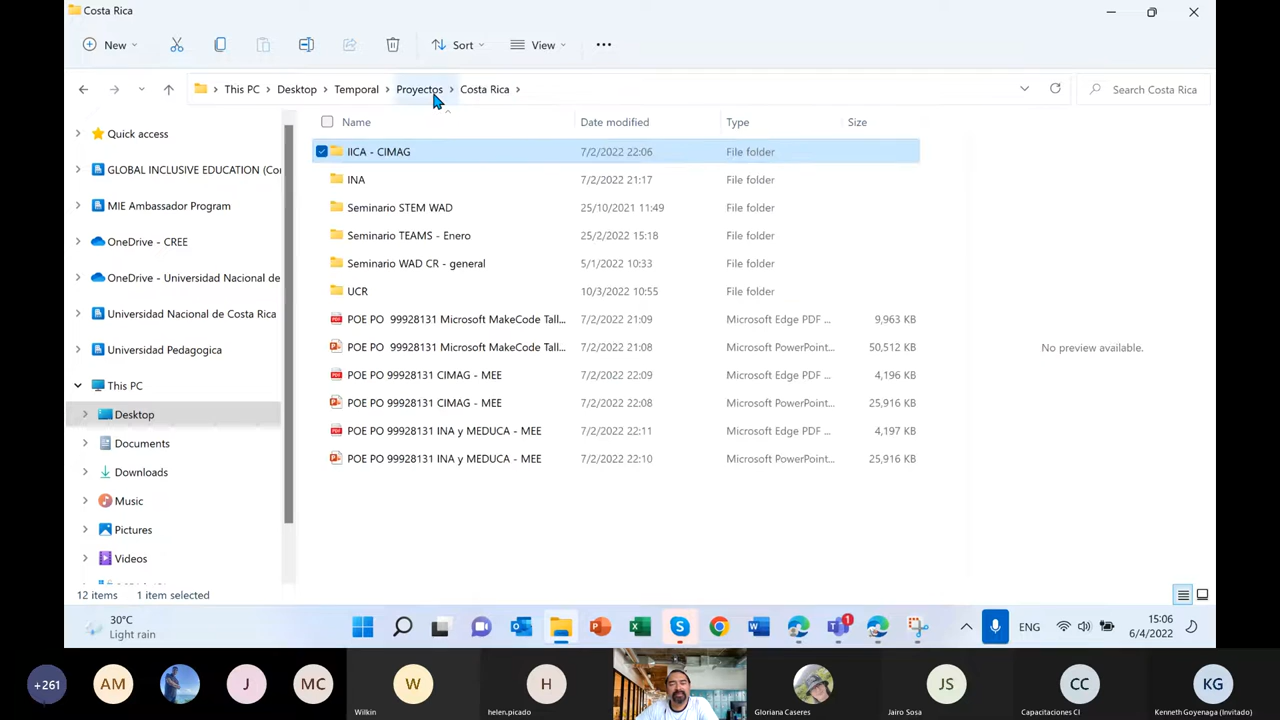 Costa Rica
New
Sort
View
This PC
Desktop
Temporal
Proyectos
Costa Rica
Search Costa Rica
Name
Date modified
Type
Size
Quick access
GLOBAL INCLUSIVE EDUCATION (Con
MIE Ambassador Program
OneDrive - CREE
OneDrive - Universidad Nacional de
Universidad Nacional de Costa Rica
Universidad Pedagogica
This PC
Desktop
Documents
Downloads
Music
Pictures
Videos
IICA - CIMAG 7/2/2022 22:06 File folder
INA 7/2/2022 21:17 File folder
Seminario STEM WAD 25/10/2021 11:49 File folder
Seminario TEAMS - Enero 25/2/2022 15:18 File folder
Seminario WAD CR - general 5/1/2022 10:33 File folder
UCR 10/3/2022 10:55 File folder
POE PO 99928131 Microsoft MakeCode Tall... 7/2/2022 21:09 Microsoft Edge PDF ... 9,963 KB
POE PO 99928131 Microsoft MakeCode Tall... 7/2/2022 21:08 Microsoft PowerPoint... 50,512 KB
POE PO 99928131 CIMAG - MEE 7/2/2022 22:09 Microsoft Edge PDF ... 4,196 KB
POE PO 99928131 CIMAG - MEE 7/2/2022 22:08 Microsoft PowerPoint... 25,916 KB
POE PO 99928131 INA y MEDUCA - MEE 7/2/2022 22:11 Microsoft Edge PDF ... 4,197 KB
POE PO 99928131 INA y MEDUCA - MEE 7/2/2022 22:10 Microsoft PowerPoint... 25,916 KB
No preview available.
12 items
1 item selected
30°C
Light rain
1
ENG
15:06
6/4/2022
+261
AM
J
MC
W
Wilkin
H
helen.picado
Gloriana Caseres
JS
Jairo Sosa
CC
Capacitaciones CI
KG
Kenneth Goyenaga (Invitado)